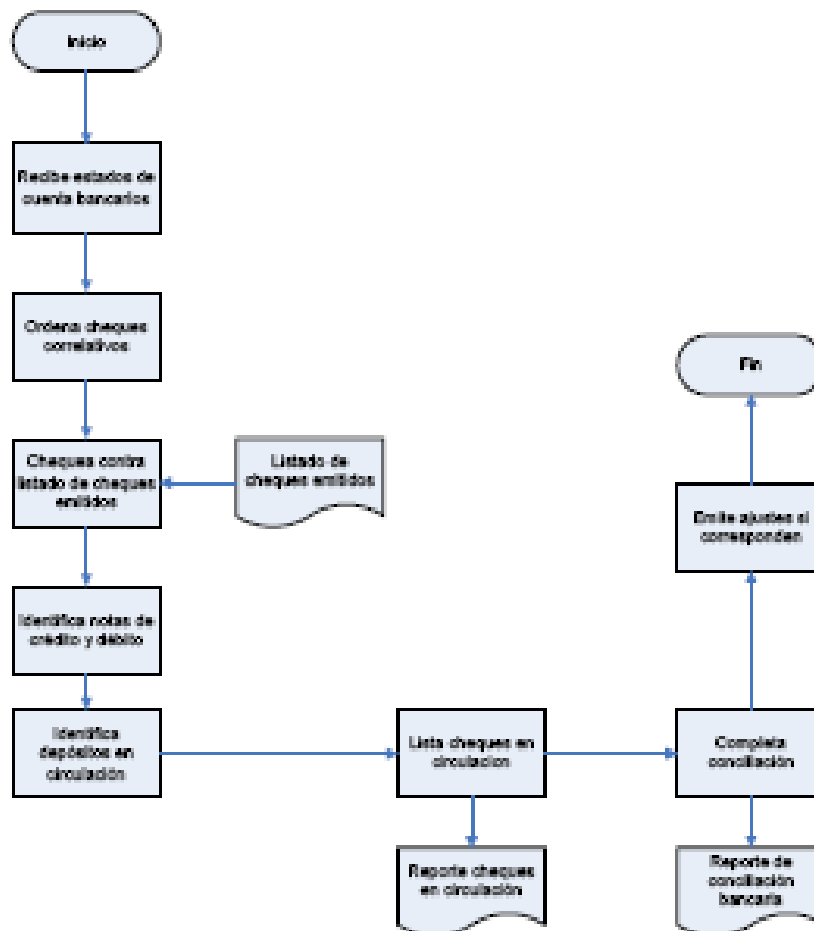 Inicio
Recibe estados de
cuenta bancarios
Ordena cheques
correlativos
Chequea contra
listado de cheques
emitidos
Listado de
cheques emitidos
Identifica notas de
crédito y débito
Identifica
depósitos en
circulación
Lista cheques en
circulacion
Reporte cheques
en circulación
Completa
conciliación
Reporte de
conciliación
bancaria
Emite ajustes si
corresponden
Fin